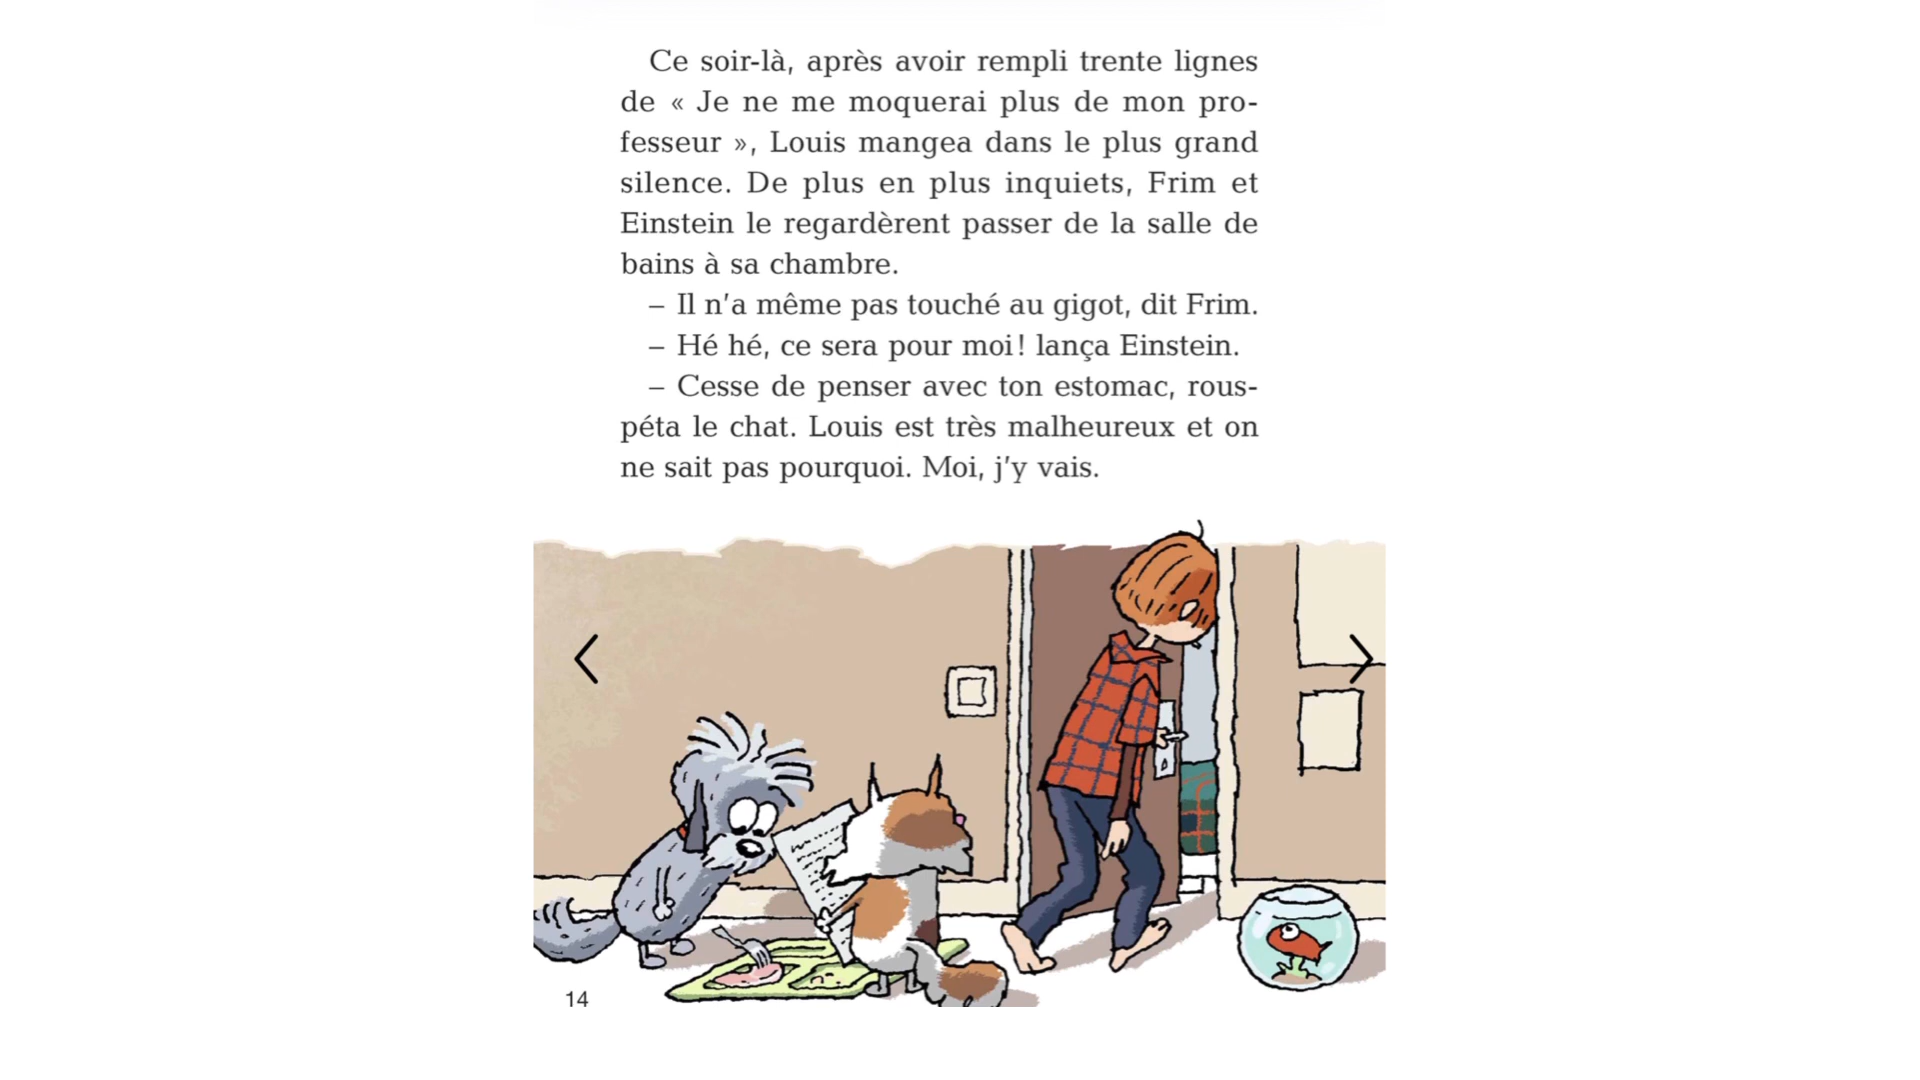 Ce soir-là, après avoir rempli trente lignes
de « Je ne me moquerai plus de mon pro-
fesseur », Louis mangea dans le plus grand
silence. De plus en plus inquiets, Frim et
Einstein le regardèrent passer de la salle de
bains à sa chambre.
– Il n’a même pas touché au gigot, dit Frim.
– Hé hé, ce sera pour moi ! lança Einstein.
– Cesse de penser avec ton estomac, rous-
péta le chat. Louis est très malheureux et on
ne sait pas pourquoi. Moi, j’y vais.
14